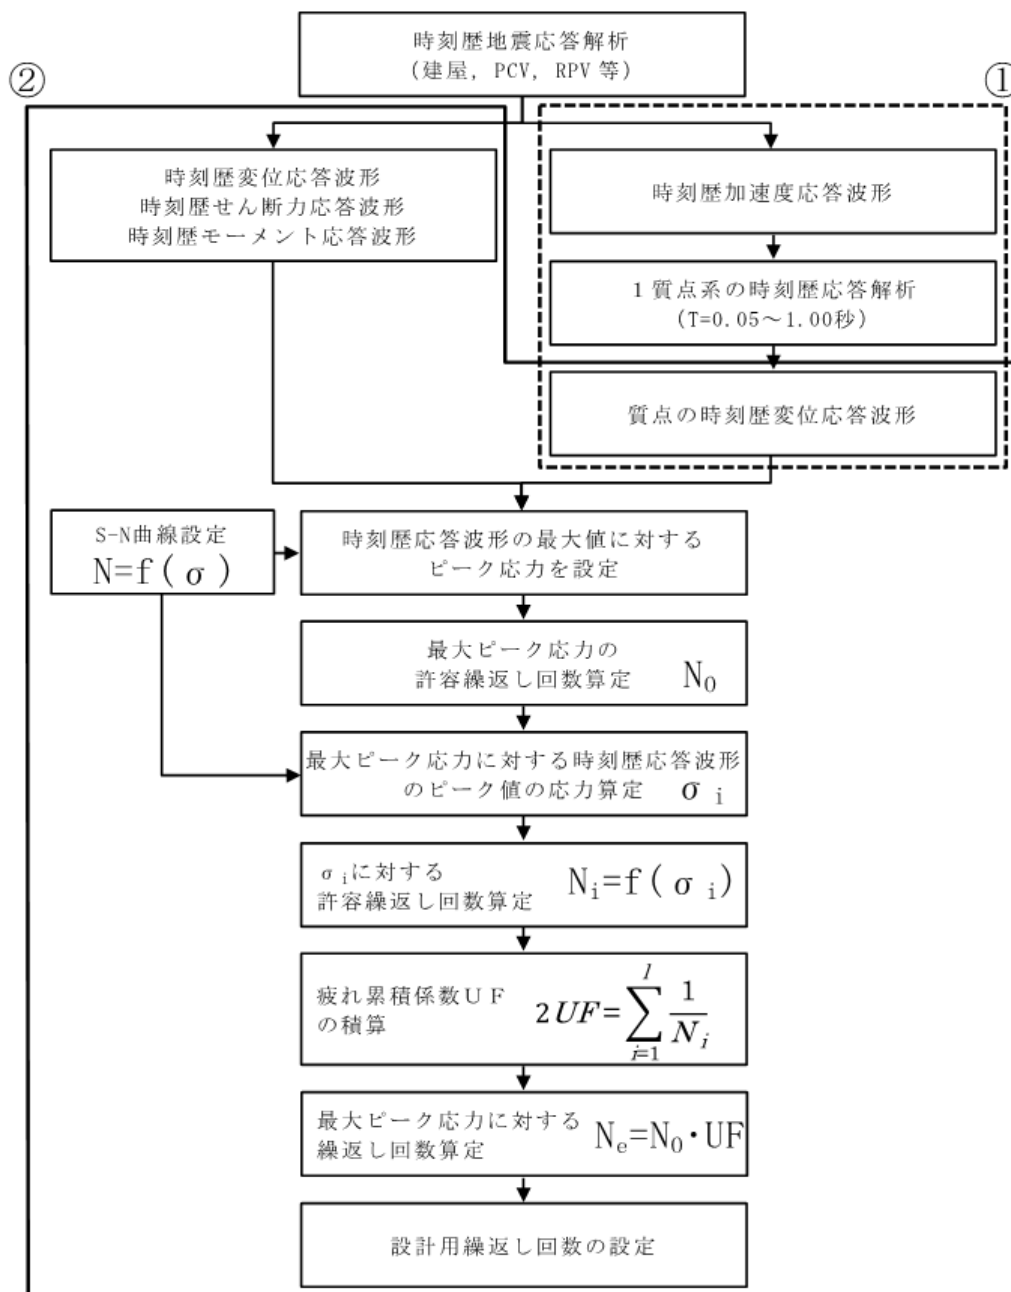 時刻歴地震応答解析
(建屋, PCV, RPV等)
②
①
時刻歴変位応答波形
時刻歴せん断力応答波形
時刻歴モーメント応答波形
時刻歴加速度応答波形
1質点系の時刻歴応答解析
(T=0.05～1.00秒)
質点の時刻歴変位応答波形
S-N曲線設定
N=f(σ)
時刻歴応答波形の最大値に対する
ピーク応力を設定
最大ピーク応力の
許容繰返し回数算定 N₀
最大ピーク応力に対する時刻歴応答波形
のピーク値の応力算定 σi
σiに対する
許容繰返し回数算定 Ni=f(σi)
疲れ累積係数UF
の積算
2UF=∑_{i=1}^{I} 1/Ni
最大ピーク応力に対する
繰返し回数算定 Ne=N₀・UF
設計用繰返し回数の設定